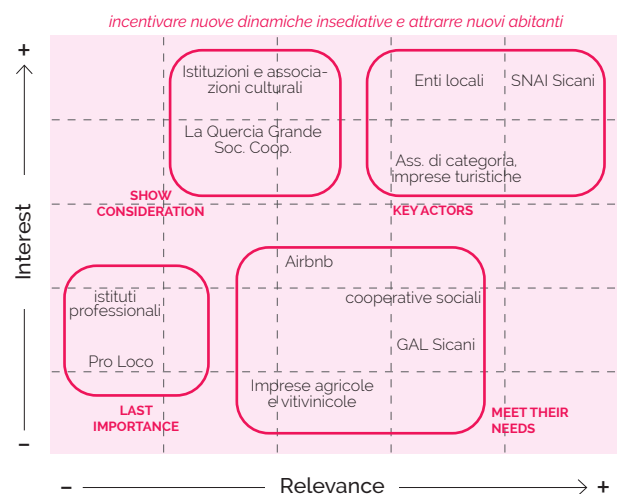 incentivare nuove dinamiche insediative e attrarre nuovi abitanti
+
Istituzioni e associa-
zioni culturali
Enti locali
SNAI Sicani
La Quercia Grande
Soc. Coop.
Ass. di categoria,
imprese turistiche
SHOW
CONSIDERATION
KEY ACTORS
Interest
Airbnb
istituti
professionali
cooperative sociali
GAL Sicani
Pro Loco
Imprese agricole
e vitivinicole
LAST
IMPORTANCE
MEET THEIR
NEEDS
–
– Relevance +